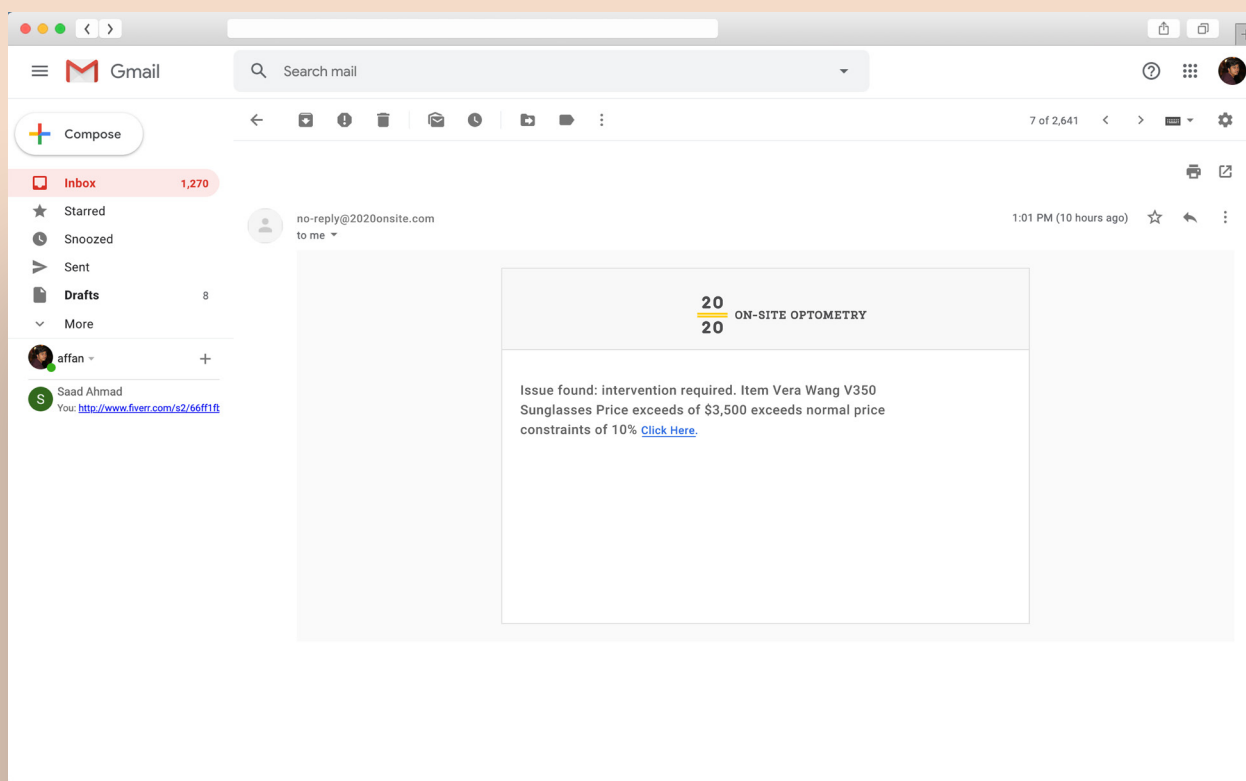 Gmail
Search mail
Compose
7 of 2,641
Inbox 1,270
Starred
Snoozed
Sent
Drafts 8
More
affan
S
Saad Ahmad
You: http://www.fiverr.com/s2/66ff1ft
no-reply@2020onsite.com
1:01 PM (10 hours ago)
to me
20
20
ON-SITE OPTOMETRY
Issue found: intervention required. Item Vera Wang V350
Sunglasses Price exceeds of $3,500 exceeds normal price
constraints of 10% Click Here.